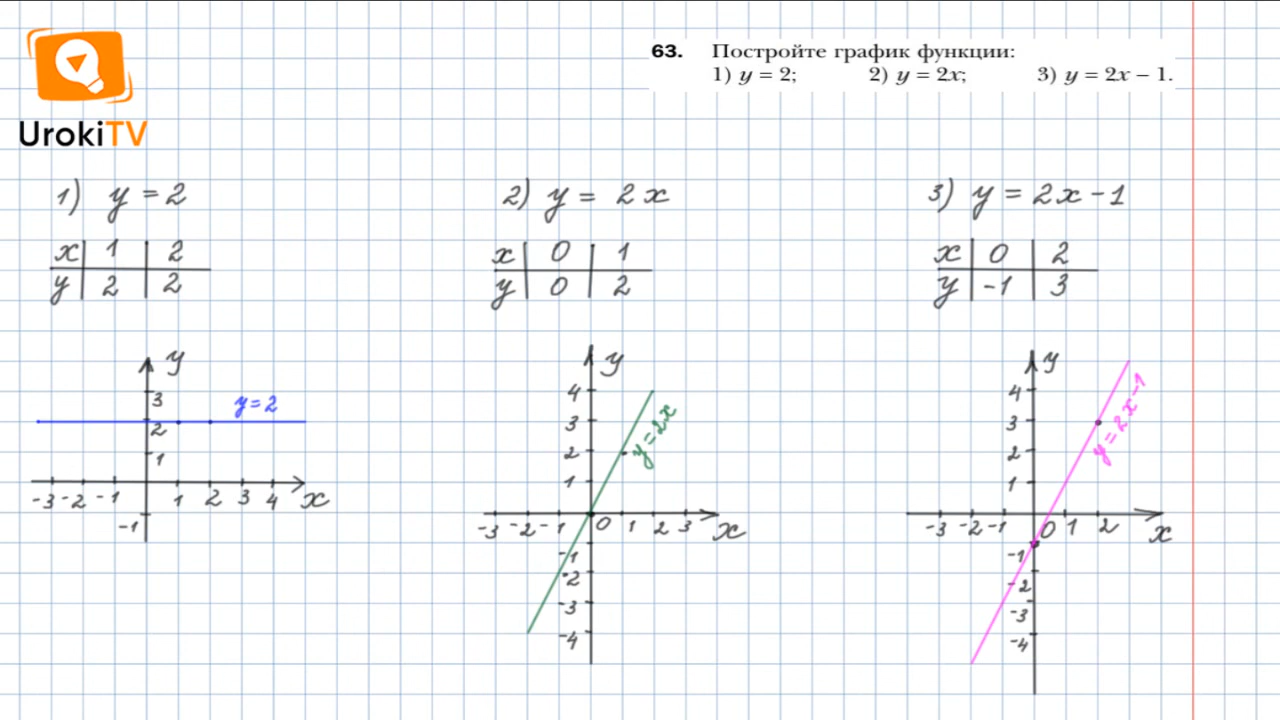 UrokiTV
63. Постройте график функции:
1) y = 2; 2) y = 2x; 3) y = 2x − 1.
1) y = 2
x 1 2
y 2 2
y
3
2
1
-3 -2 -1 1 2 3 4 x
-1
y=2
2) y = 2x
x 0 1
y 0 2
y
4
3
2
1
-3 -2 -1 0 1 2 3 x
-1
-2
-3
-4
y=2x
3) y = 2x-1
x 0 2
y -1 3
y
4
3
2
1
-3 -2 -1 0 1 2 x
-1
-2
-3
-4
y=2x-1